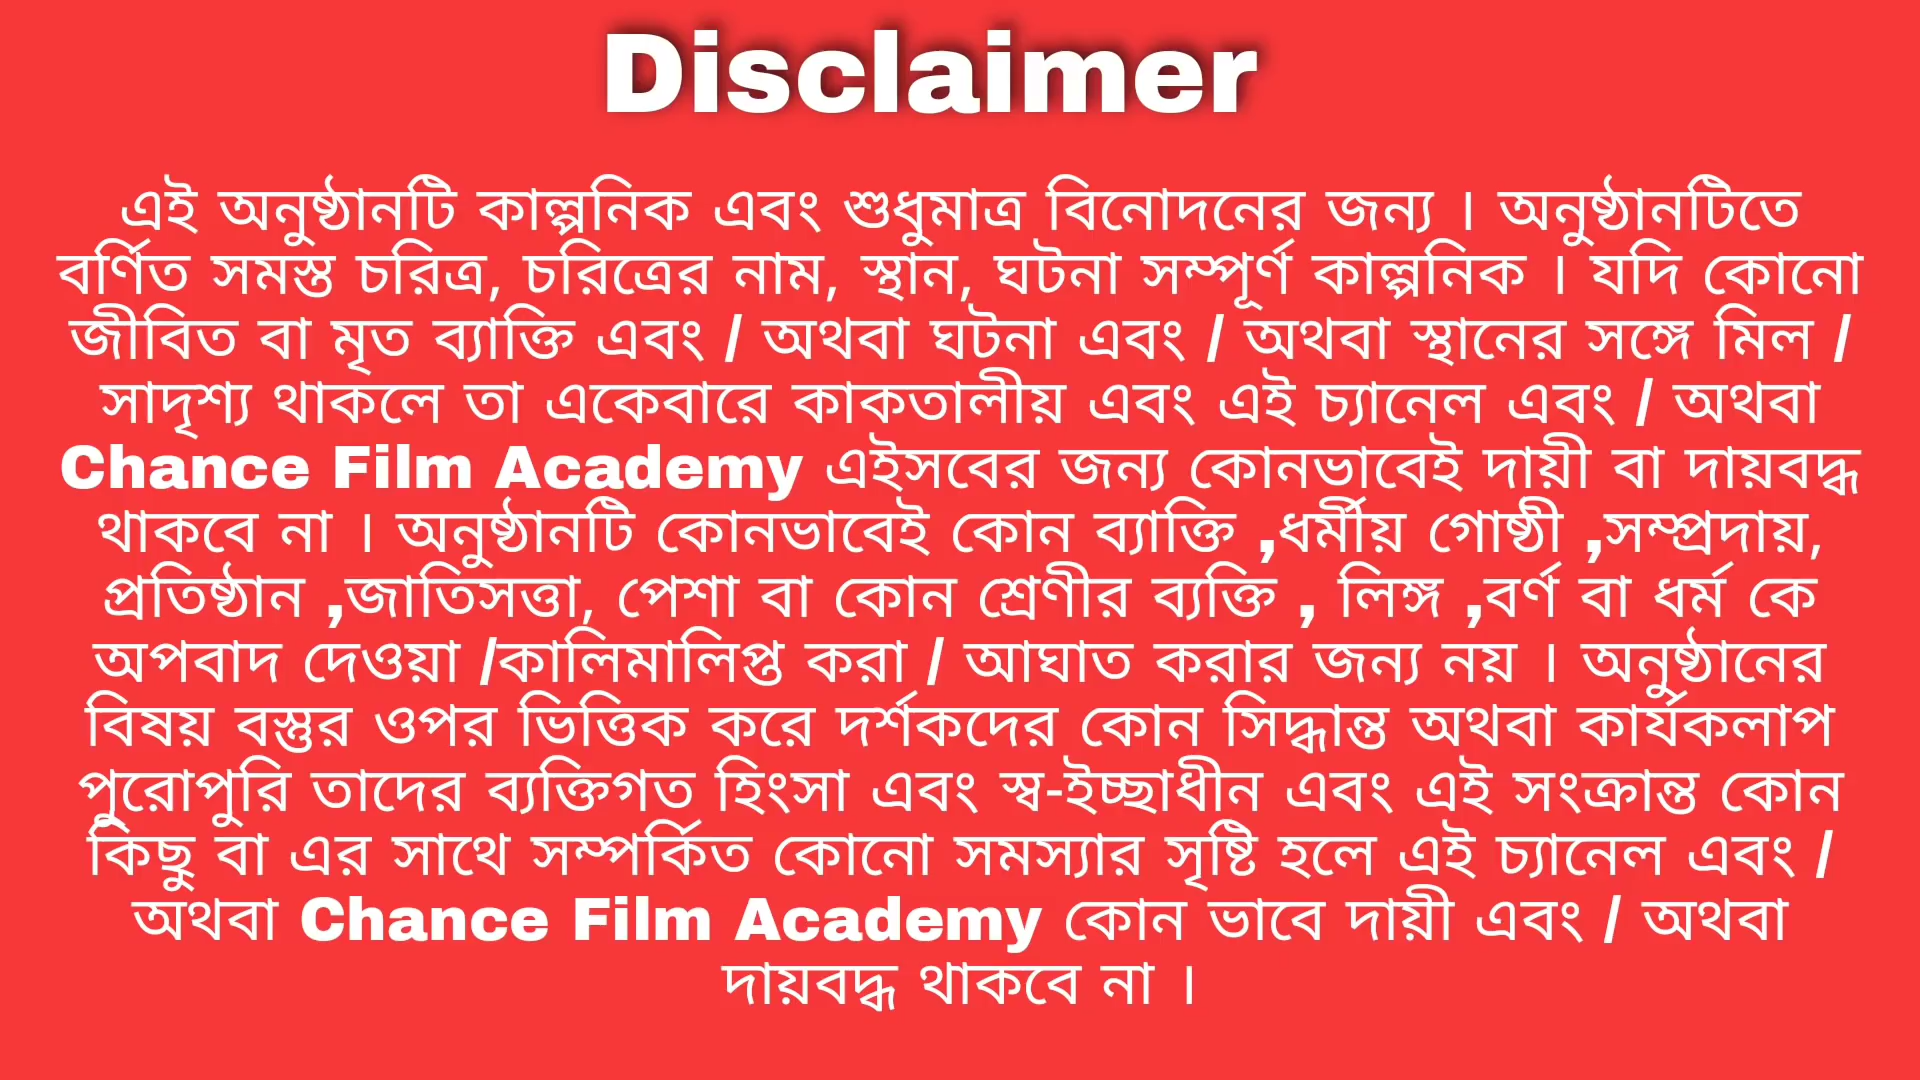 Disclaimer
এই অনুষ্ঠানটি কাল্পনিক এবং শুধুমাত্র বিনোদনের জন্য । অনুষ্ঠানটিতে
বর্ণিত সমস্ত চরিত্র, চরিত্রের নাম, স্থান, ঘটনা সম্পূর্ণ কাল্পনিক । যদি কোনো
জীবিত বা মৃত ব্যাক্তি এবং / অথবা ঘটনা এবং / অথবা স্থানের সঙ্গে মিল /
সাদৃশ্য থাকলে তা একেবারে কাকতালীয় এবং এই চ্যানেল এবং / অথবা
Chance Film Academy এইসবের জন্য কোনভাবেই দায়ী বা দায়বদ্ধ
থাকবে না । অনুষ্ঠানটি কোনভাবেই কোন ব্যাক্তি ,ধর্মীয় গোষ্ঠী ,সম্প্রদায়,
প্রতিষ্ঠান ,জাতিসত্তা, পেশা বা কোন শ্রেণীর ব্যক্তি , লিঙ্গ ,বর্ণ বা ধর্ম কে
অপবাদ দেওয়া /কালিমালিপ্ত করা / আঘাত করার জন্য নয় । অনুষ্ঠানের
বিষয় বস্তুর ওপর ভিত্তিক করে দর্শকদের কোন সিদ্ধান্ত অথবা কার্যকলাপ
পুরোপুরি তাদের ব্যক্তিগত হিংসা এবং স্ব-ইচ্ছাধীন এবং এই সংক্রান্ত কোন
কিছু বা এর সাথে সম্পর্কিত কোনো সমস্যার সৃষ্টি হলে এই চ্যানেল এবং /
অথবা Chance Film Academy কোন ভাবে দায়ী এবং / অথবা
দায়বদ্ধ থাকবে না ।